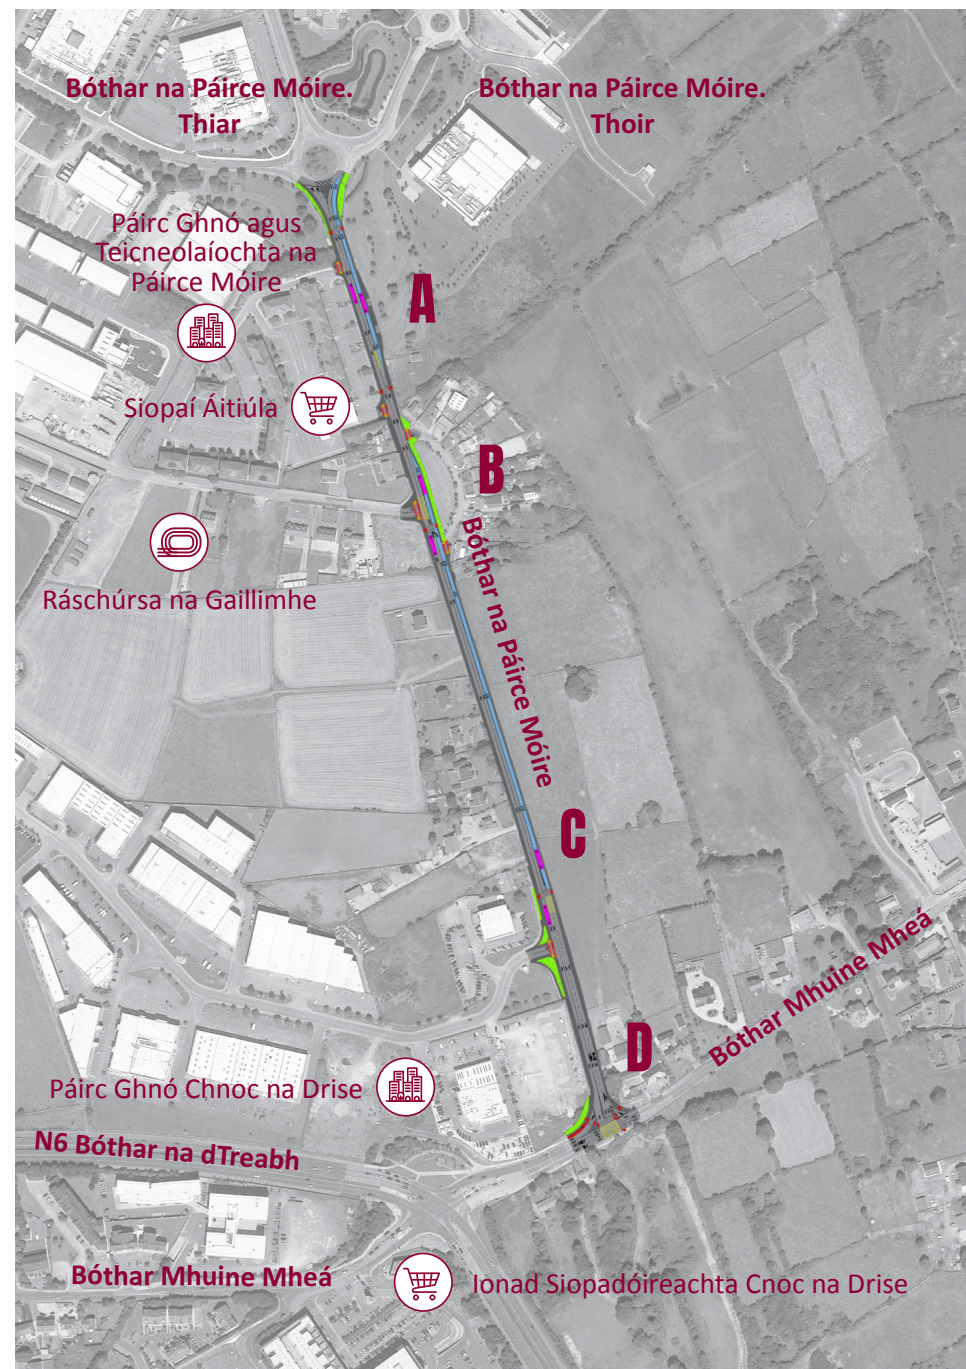 Bóthar na Páirce Móire.
Thiar
Bóthar na Páirce Móire.
Thoir
Páirc Ghnó agus
Teicneolaíochta na
Páirce Móire
A
Siopaí Áitiúla
B
Ráschúrsa na Gaillimhe
Bóthar na Páirce Móire
C
Bóthar Mhuine Mheá
D
Páirc Ghnó Chnoc na Drise
N6 Bóthar na dTreabh
Bóthar Mhuine Mheá
Ionad Siopadóireachta Cnoc na Drise